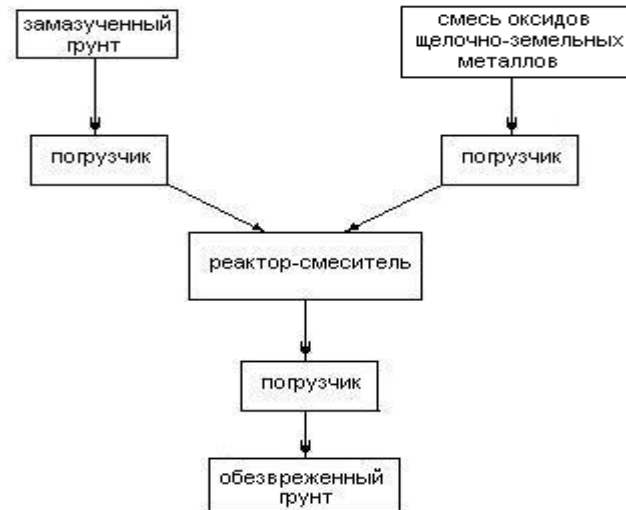 замазученный
грунт
смесь оксидов
щелочно-земельных
металлов
погрузчик
погрузчик
реактор-смеситель
погрузчик
обезвреженный
грунт